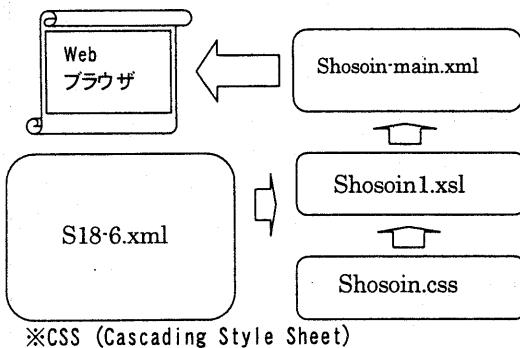 Web
ブラウザ
Shosoin-main.xml
Shosoin1.xsl
S18-6.xml
Shosoin.css
※CSS (Cascading Style Sheet)